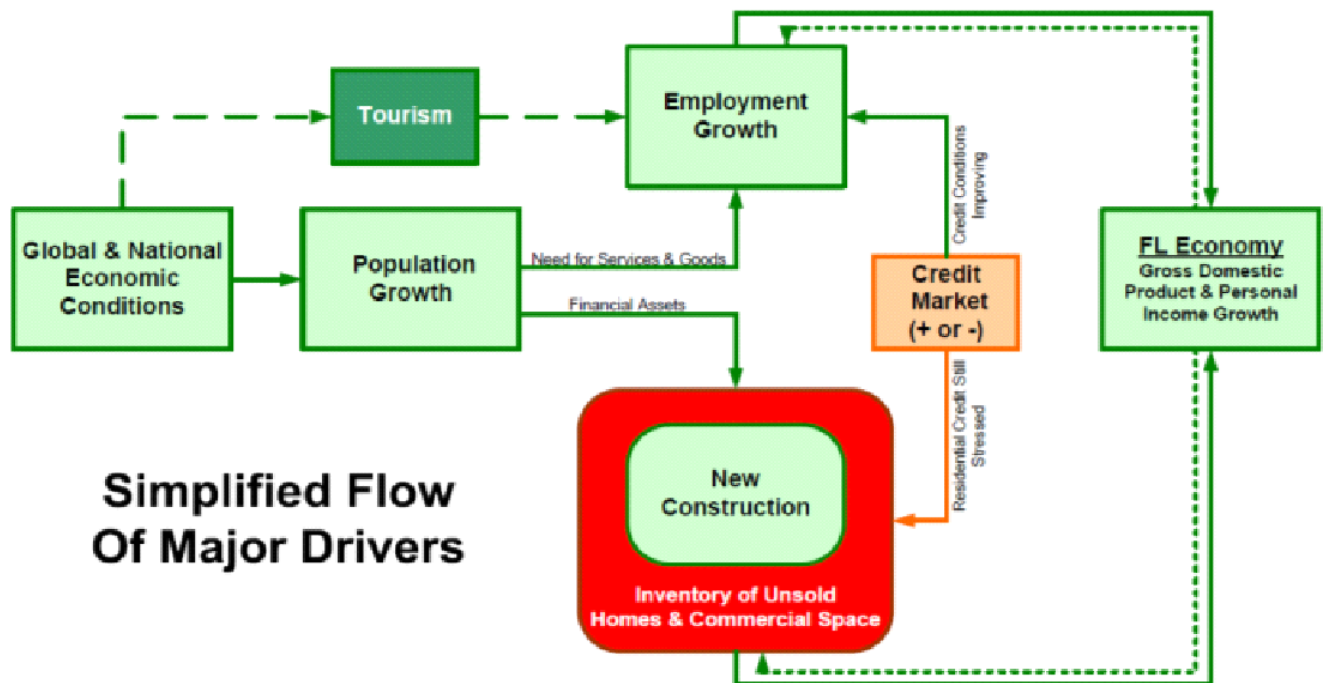 Tourism
Employment
Growth
Global & National
Economic
Conditions
Population
Growth
Need for Services & Goods
Financial Assets
Credit Conditions
Improving
Credit
Market
(+ or -)
FL Economy
Gross Domestic
Product & Personal
Income Growth
Residential Credit Still
Stressed
New
Construction
Inventory of Unsold
Homes & Commercial Space
Simplified Flow
Of Major Drivers